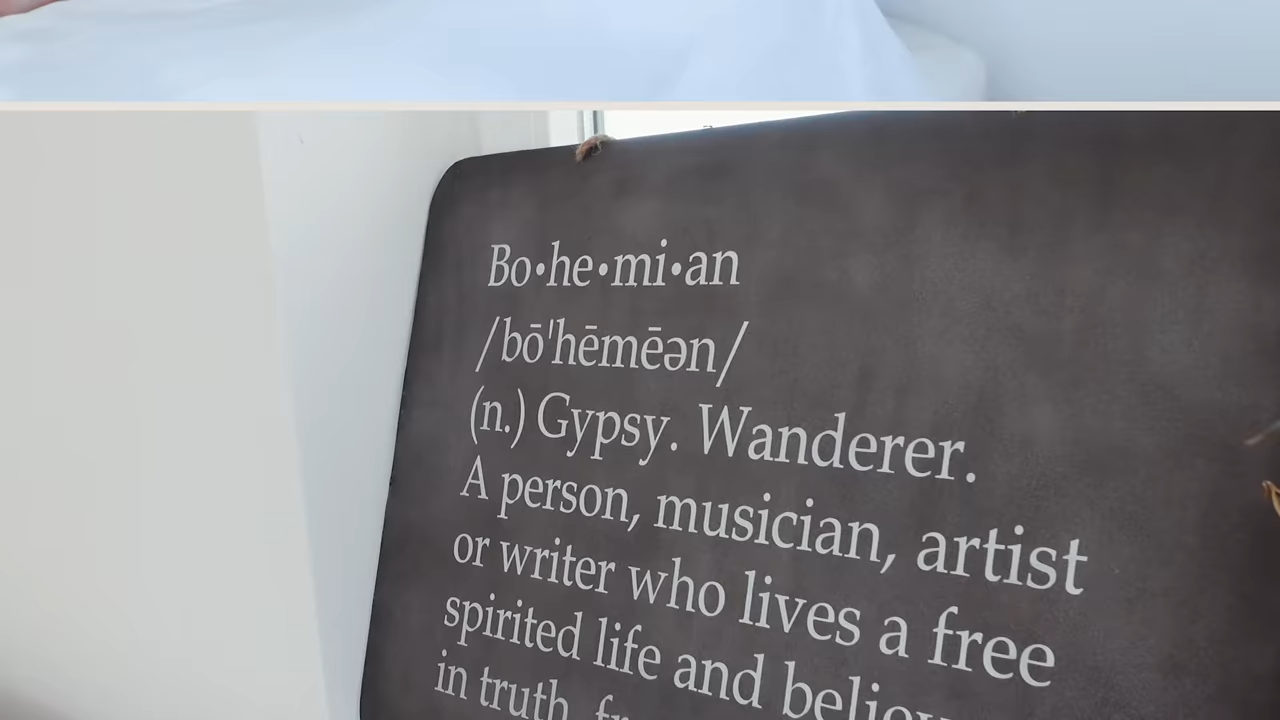 Bo•he•mi•an
/bō'hēmēən/
(n.) Gypsy. Wanderer.
A person, musician, artist
or writer who lives a free
spirited life and
in truth